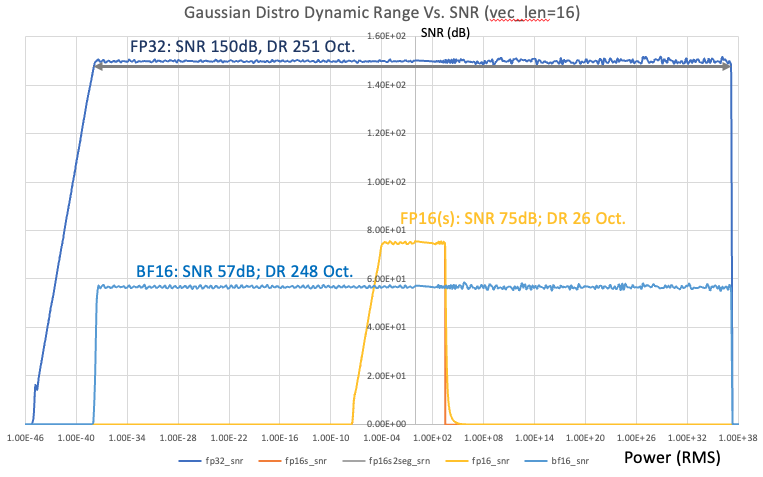 Gaussian Distro Dynamic Range Vs. SNR (vec_len=16)
SNR (dB)
1.60E+02
FP32: SNR 150dB, DR 251 Oct.
1.40E+02
1.20E+02
1.00E+02
FP16(s): SNR 75dB; DR 26 Oct.
8.00E+01
BF16: SNR 57dB; DR 248 Oct.
6.00E+01
4.00E+01
2.00E+01
0.00E+00
1.00E-46 1.00E-40 1.00E-34 1.00E-28 1.00E-22 1.00E-16 1.00E-10 1.00E-04 1.00E+02 1.00E+08 1.00E+14 1.00E+20 1.00E+26 1.00E+32 1.00E+38
fp32_snr fp16s_snr fp16s2seg_srn fp16_snr bf16_snr Power (RMS)